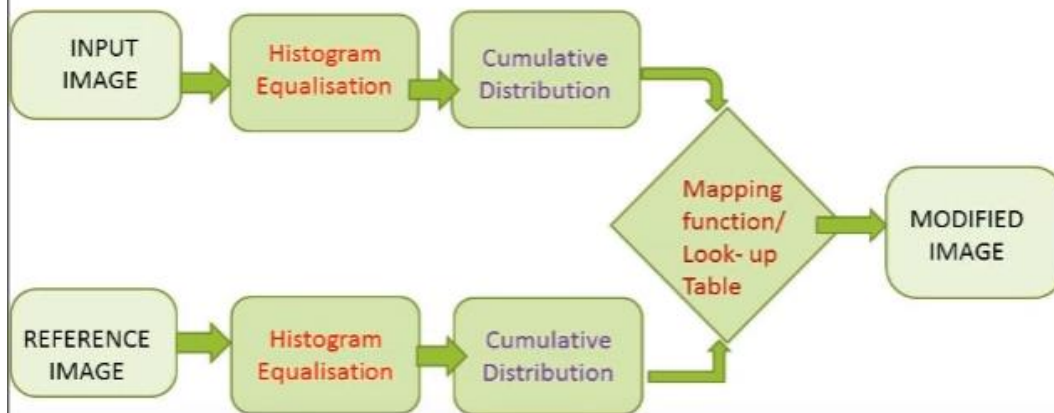 INPUT
IMAGE
Histogram
Equalisation
Cumulative
Distribution
Mapping
function/
Look- up
Table
MODIFIED
IMAGE
REFERENCE
IMAGE
Histogram
Equalisation
Cumulative
Distribution